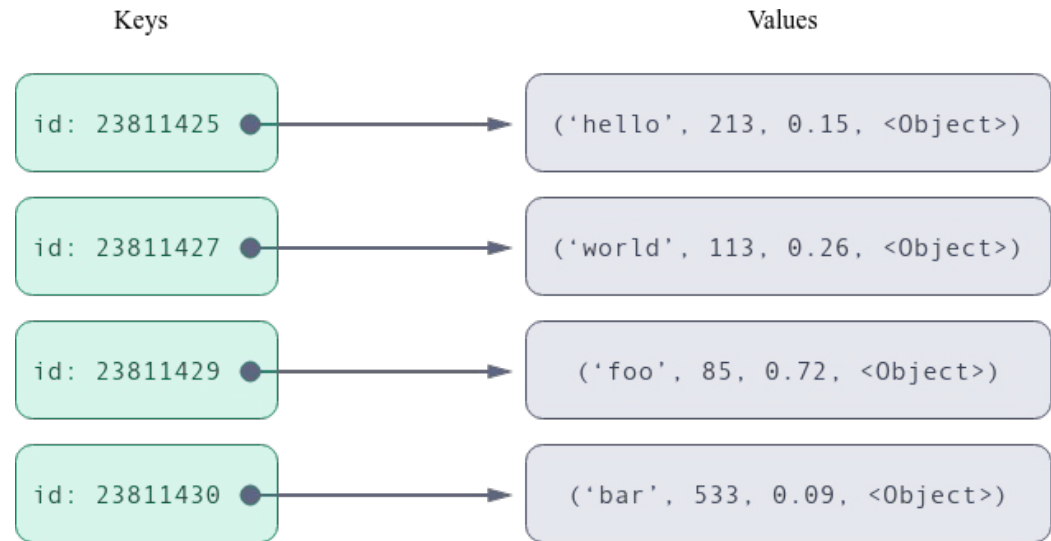 Keys Values
id: 23811425 (‘hello’, 213, 0.15, <Object>)
id: 23811427 (‘world’, 113, 0.26, <Object>)
id: 23811429 (‘foo’, 85, 0.72, <Object>)
id: 23811430 (‘bar’, 533, 0.09, <Object>)